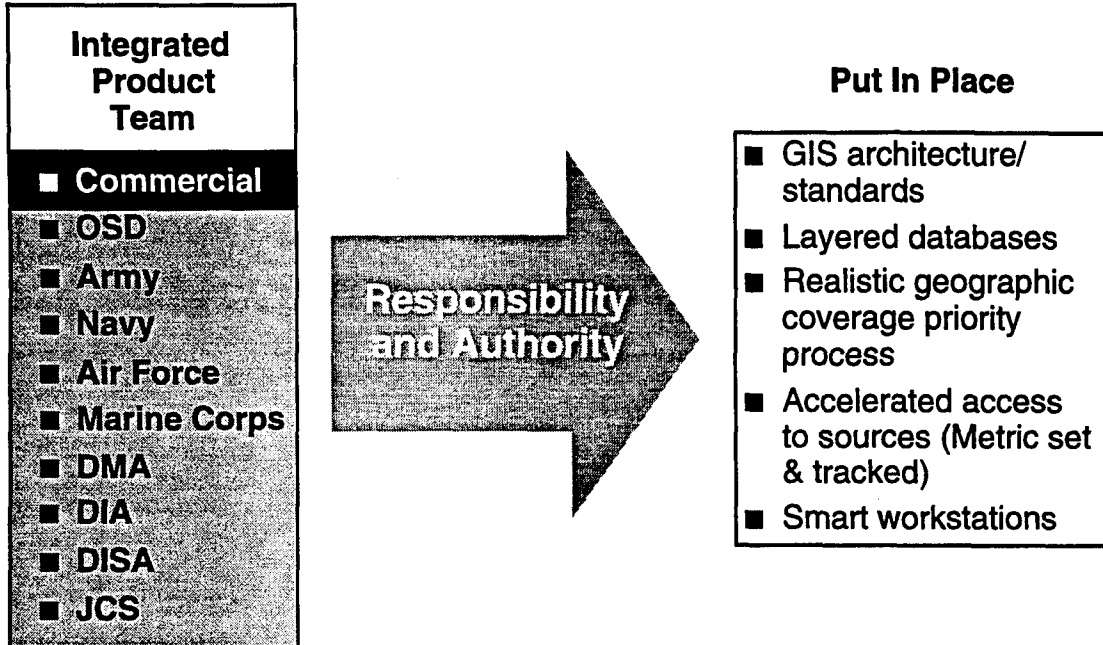 Integrated
Product
Team
■ Commercial
■ OSD
■ Army
■ Navy
■ Air Force
■ Marine Corps
■ DMA
■ DIA
■ DISA
■ JCS
Responsibility
and Authority
Put In Place
■ GIS architecture/
standards
■ Layered databases
■ Realistic geographic
coverage priority
process
■ Accelerated access
to sources (Metric set
& tracked)
■ Smart workstations